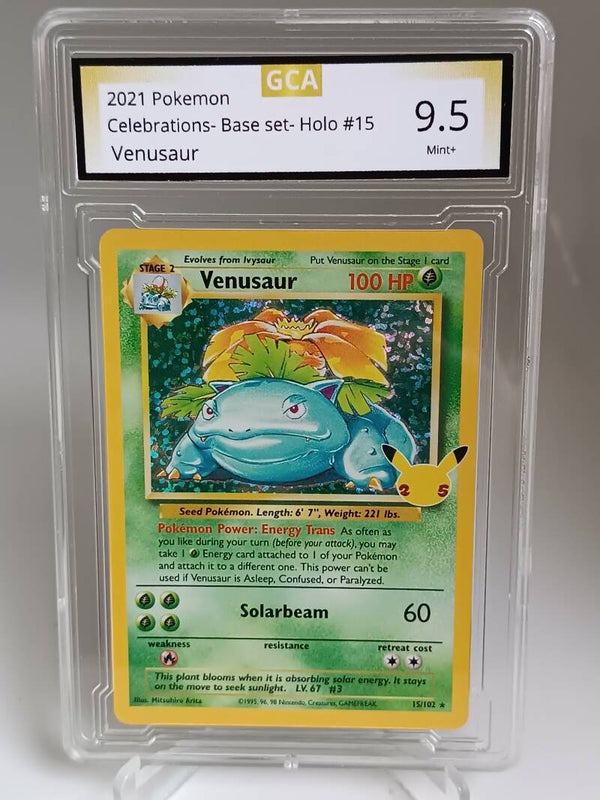 GCA
2021 Pokemon
Celebrations- Base set- Holo #15
Venusaur
9.5
Mint+
Evolves from Ivysaur
Put Venusaur on the Stage 1 card
STAGE 2
Venusaur
100 HP
2 5
Seed Pokémon. Length: 6' 7", Weight: 221 lbs.
Pokémon Power: Energy Trans As often as
you like during your turn (before your attack), you may
take 1 Energy card attached to 1 of your Pokémon
and attach it to a different one. This power can't be
used if Venusaur is Asleep, Confused, or Paralyzed.
Solarbeam 60
weakness resistance retreat cost
This plant blooms when it is absorbing solar energy. It stays
on the move to seek sunlight. LV. 67 #3
Illus. Mitsuhiro Arita ©1995, 96, 98 Nintendo, Creatures, GAMEFREAK. 15/102 ★